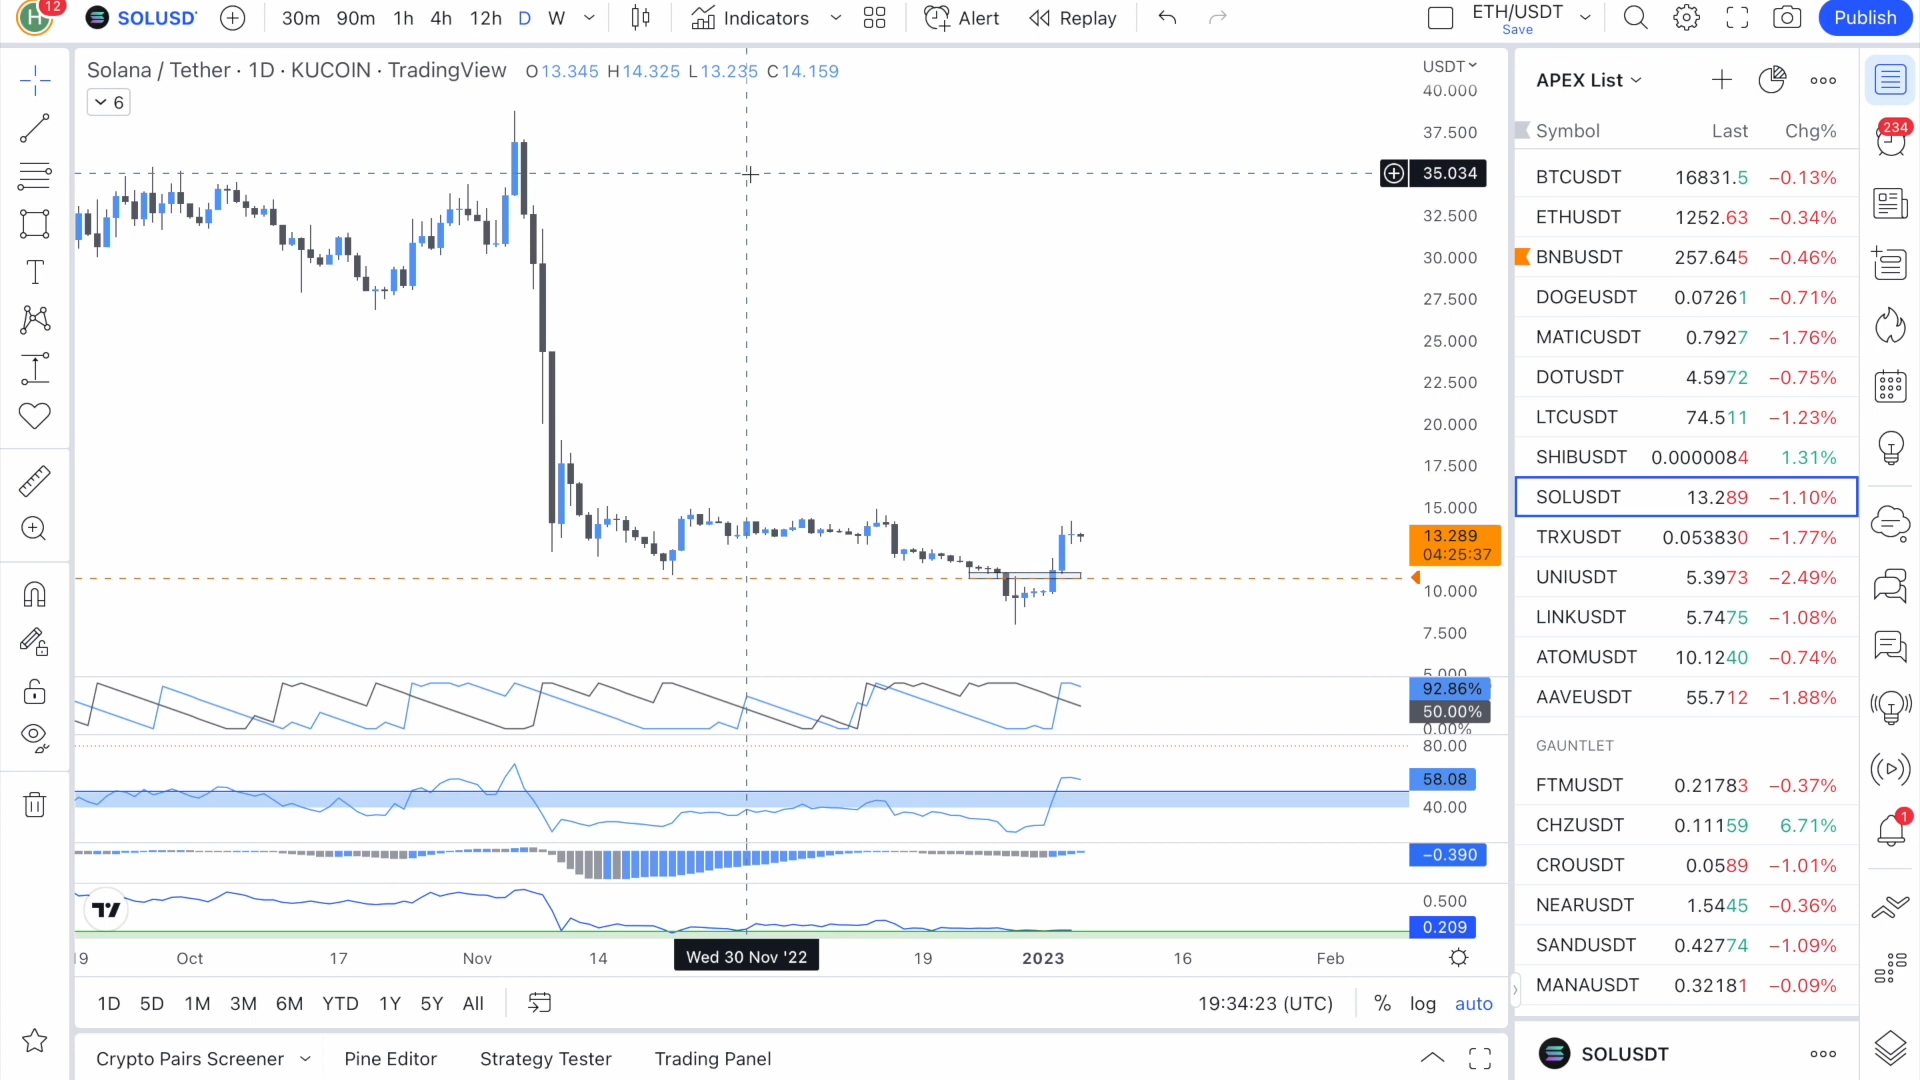 12
H
SOLUSD
30m 90m 1h 4h 12h D W
Indicators
Alert
Replay
ETH/USDT
Save
Publish
Solana / Tether · 1D · KUCOIN · TradingView O13.345 H14.325 L13.235 C14.159
6
USDT
40.000
37.500
35.034
32.500
30.000
27.500
25.000
22.500
20.000
17.500
15.000
13.289
04:25:37
10.000
7.500
5.000
92.86%
50.00%
0.00%
80.00
58.08
40.00
−0.390
0.500
0.209
19 Oct 17 Nov 14 Wed 30 Nov '22 19 2023 16 Feb
1D 5D 1M 3M 6M YTD 1Y 5Y All
19:34:23 (UTC) % log auto
Crypto Pairs Screener Pine Editor Strategy Tester Trading Panel
APEX List
Symbol Last Chg%
BTCUSDT 16831.5 −0.13%
ETHUSDT 1252.63 −0.34%
BNBUSDT 257.645 −0.46%
DOGEUSDT 0.07261 −0.71%
MATICUSDT 0.7927 −1.76%
DOTUSDT 4.5972 −0.75%
LTCUSDT 74.511 −1.23%
SHIBUSDT 0.0000084 1.31%
SOLUSDT 13.289 −1.10%
TRXUSDT 0.053830 −1.77%
UNIUSDT 5.3973 −2.49%
LINKUSDT 5.7475 −1.08%
ATOMUSDT 10.1240 −0.74%
AAVEUSDT 55.712 −1.88%
GAUNTLET
FTMUSDT 0.21783 −0.37%
CHZUSDT 0.11159 6.71%
CROUSDT 0.0589 −1.01%
NEARUSDT 1.5445 −0.36%
SANDUSDT 0.42774 −1.09%
MANAUSDT 0.32181 −0.09%
SOLUSDT
234
1